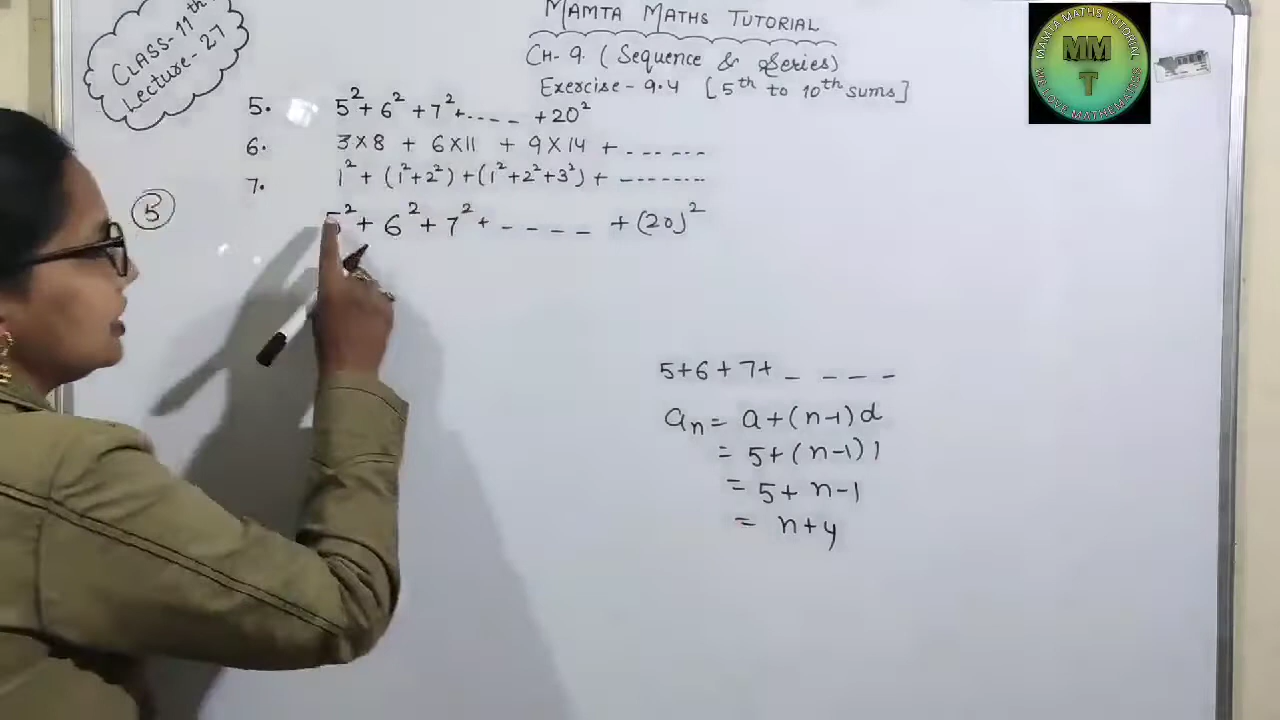 CLASS-11th
Lecture-27
MAMTA MATHS TUTORIAL
CH-9. (Sequence & Series)
Exercise-9.4 [5th to 10th sums]
5. 5² + 6² + 7² + ---- + 20²
6. 3×8 + 6×11 + 9×14 + ------
7. 1² + (1²+2²) + (1²+2²+3²) + --------
⑤ 5² + 6² + 7² + ---- + (20)²
5+6+7+ _ _ _ _
aₙ = a+(n-1)d
= 5+(n-1)1
= 5+ n-1
= n+4
MAMTA MATHS TUTORIAL
MM
T
WE LOVE MATHEMATICS